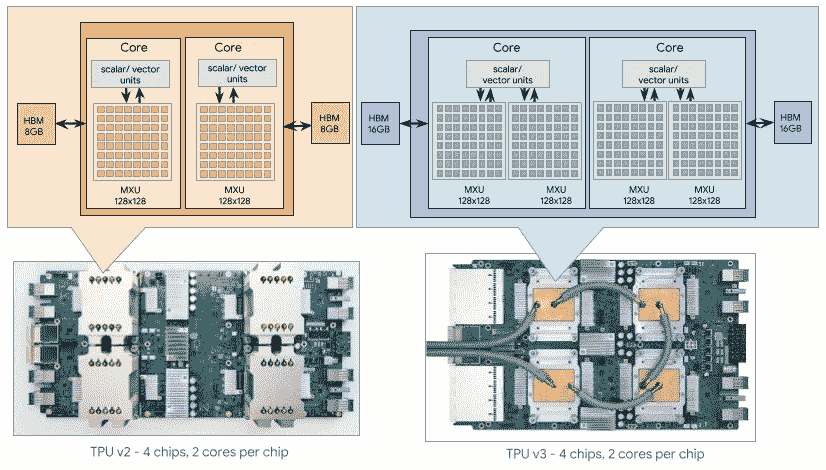 Core
scalar/ vector
units
HBM
8GB
MXU
128x128
Core
scalar/ vector
units
HBM
8GB
MXU
128x128
Core
scalar/
vector units
HBM
16GB
MXU
128x128
MXU
128x128
Core
scalar/
vector units
HBM
16GB
MXU
128x128
MXU
128x128
TPU v2 - 4 chips, 2 cores per chip
TPU v3 - 4 chips, 2 cores per chip